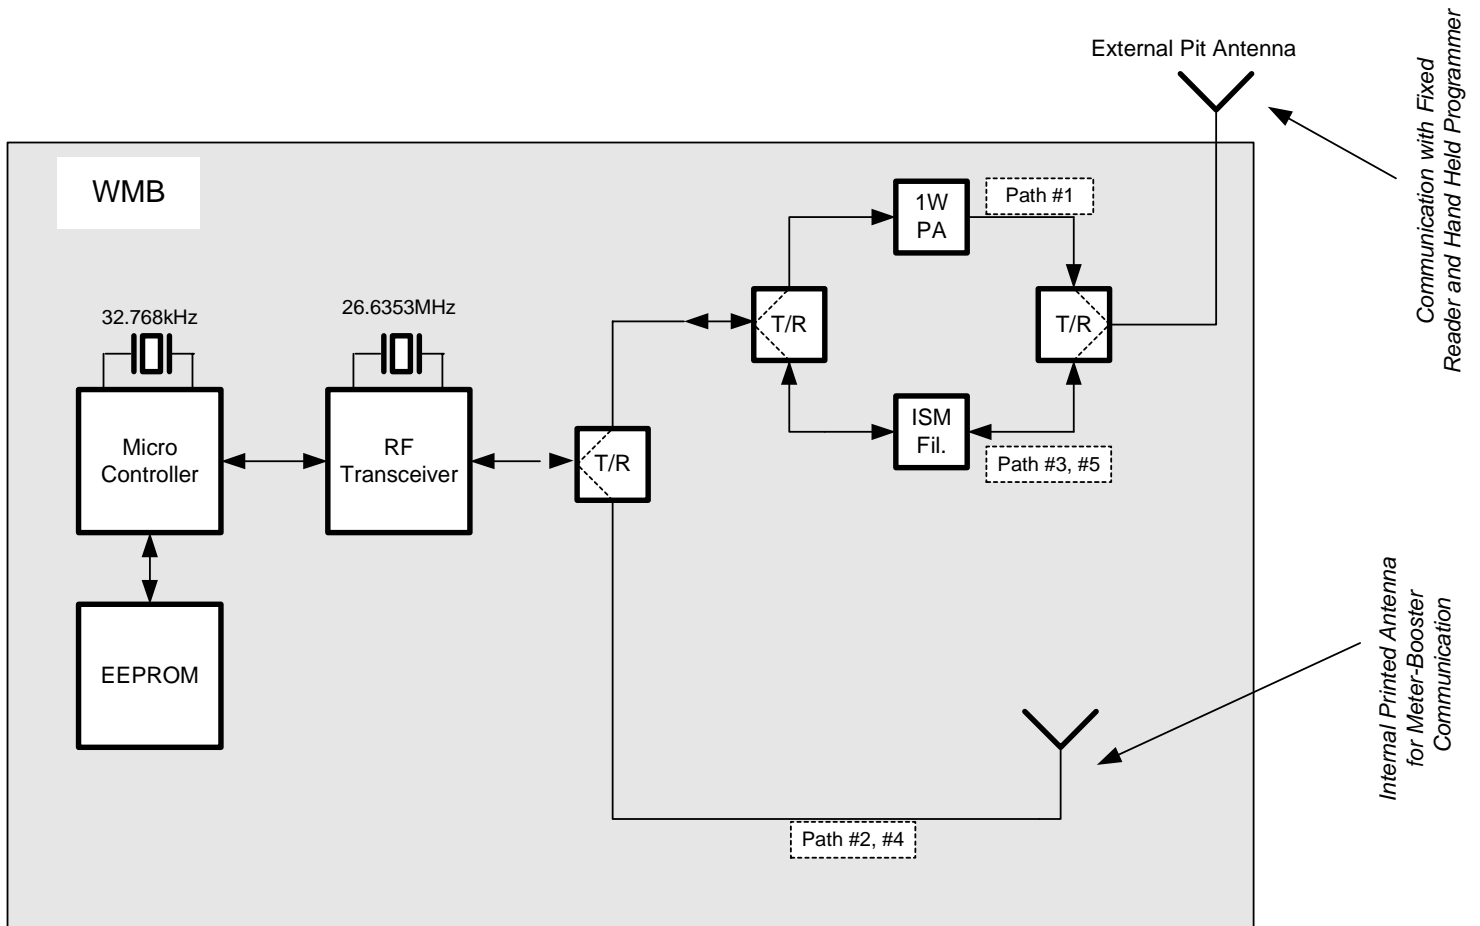 External Pit Antenna
Communication with Fixed
Reader and Hand Held Programmer
WMB
1W
PA
Path #1
32.768kHz
26.6353MHz
T/R
T/R
Micro
Controller
RF
Transceiver
T/R
ISM
Fil.
Path #3, #5
EEPROM
Internal Printed Antenna
for Meter-Booster
Communication
Path #2, #4